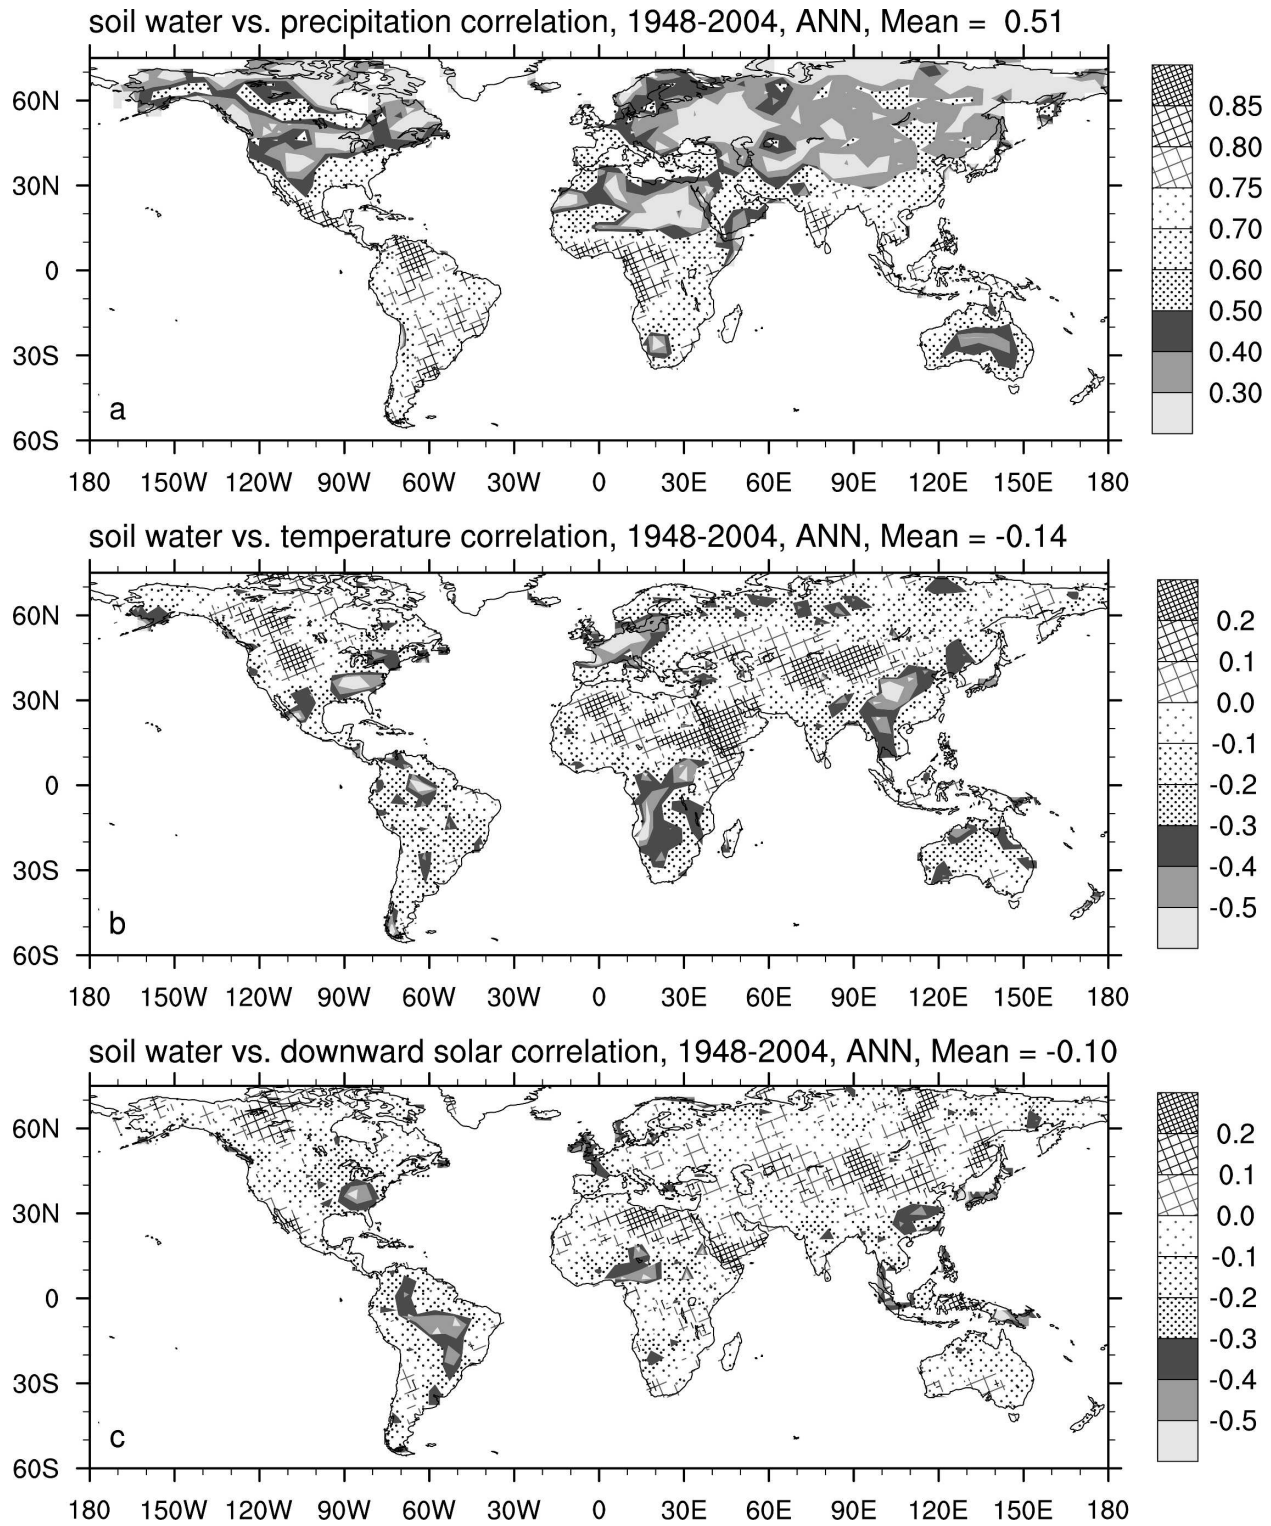 soil water vs. precipitation correlation, 1948-2004, ANN, Mean = 0.51
60N
30N
0
30S
60S
a
180 150W 120W 90W 60W 30W 0 30E 60E 90E 120E 150E 180
0.85
0.80
0.75
0.70
0.60
0.50
0.40
0.30
soil water vs. temperature correlation, 1948-2004, ANN, Mean = -0.14
60N
30N
0
30S
60S
b
180 150W 120W 90W 60W 30W 0 30E 60E 90E 120E 150E 180
0.2
0.1
0.0
-0.1
-0.2
-0.3
-0.4
-0.5
soil water vs. downward solar correlation, 1948-2004, ANN, Mean = -0.10
60N
30N
0
30S
60S
c
180 150W 120W 90W 60W 30W 0 30E 60E 90E 120E 150E 180
0.2
0.1
0.0
-0.1
-0.2
-0.3
-0.4
-0.5